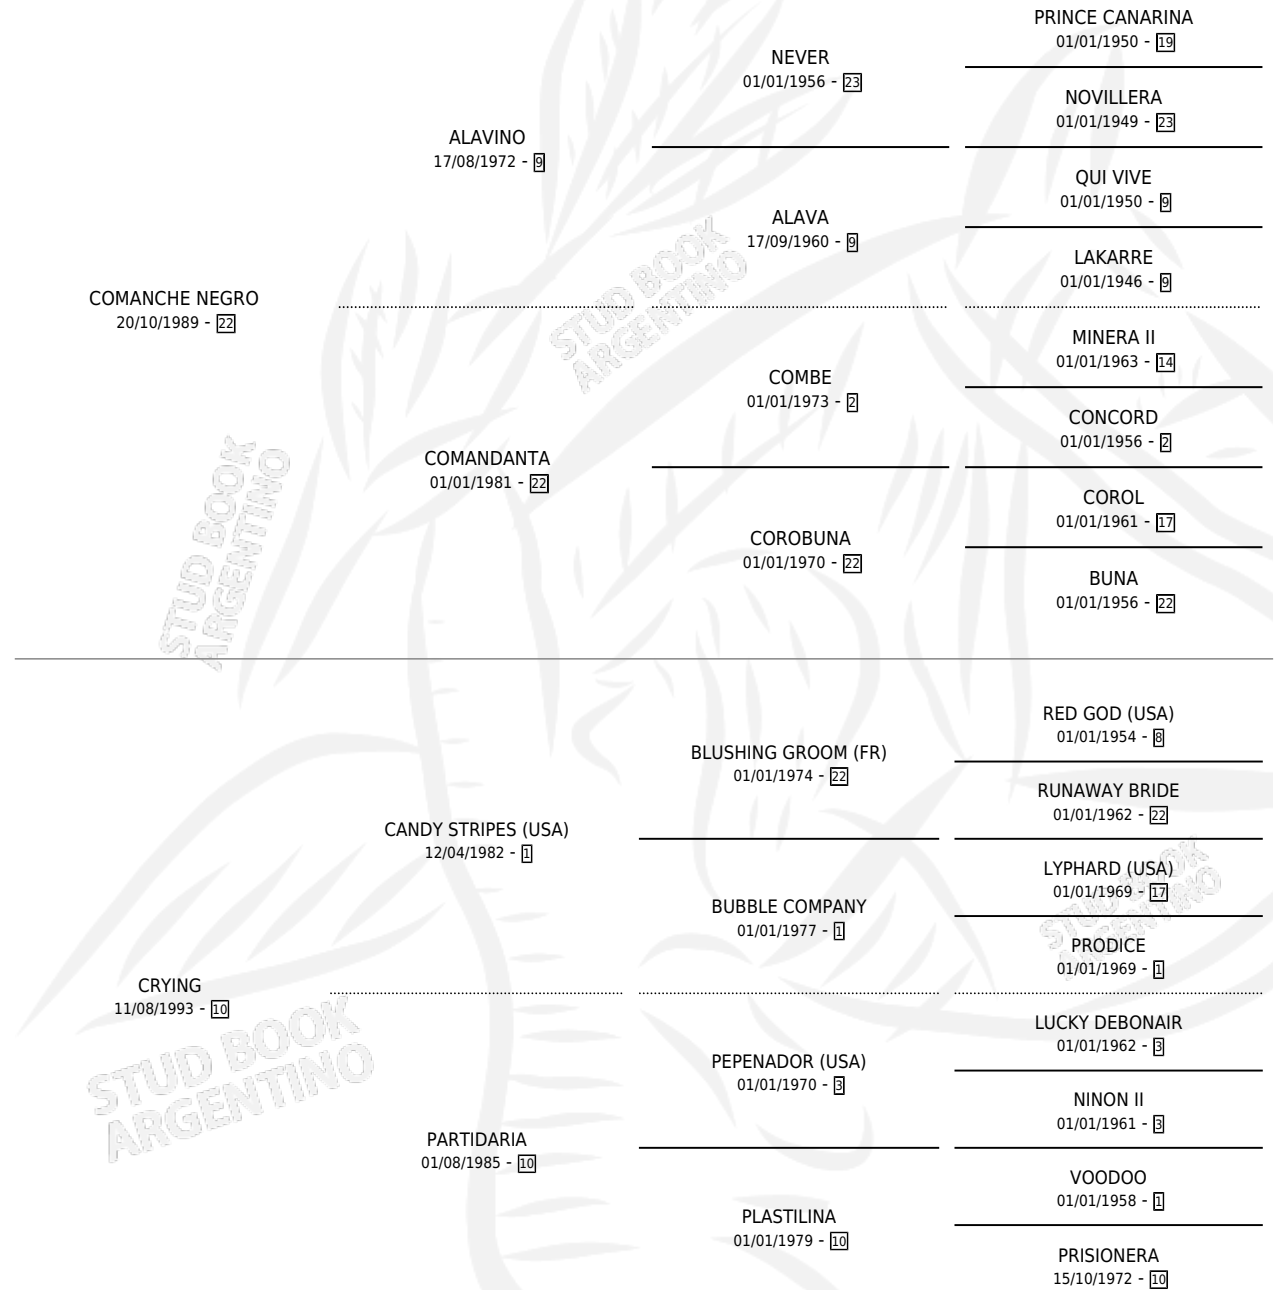 PRINCE CANARINA
01/01/1950 - 19
NEVER
01/01/1956 - 23
NOVILLERA
01/01/1949 - 23
ALAVINO
17/08/1972 - 9
QUI VIVE
01/01/1950 - 9
ALAVA
17/09/1960 - 9
LAKARRE
01/01/1946 - 9
COMANCHE NEGRO
20/10/1989 - 22
MINERA II
01/01/1963 - 14
COMBE
01/01/1973 - 2
CONCORD
01/01/1956 - 2
COMANDANTA
01/01/1981 - 22
COROL
01/01/1961 - 17
COROBUNA
01/01/1970 - 22
BUNA
01/01/1956 - 22
RED GOD (USA)
01/01/1954 - 8
BLUSHING GROOM (FR)
01/01/1974 - 22
RUNAWAY BRIDE
01/01/1962 - 22
CANDY STRIPES (USA)
12/04/1982 - 1
LYPHARD (USA)
01/01/1969 - 17
BUBBLE COMPANY
01/01/1977 - 1
PRODICE
01/01/1969 - 1
CRYING
11/08/1993 - 10
LUCKY DEBONAIR
01/01/1962 - 3
PEPENADOR (USA)
01/01/1970 - 3
NINON II
01/01/1961 - 3
PARTIDARIA
01/08/1985 - 10
VOODOO
01/01/1958 - 1
PLASTILINA
01/01/1979 - 10
PRISIONERA
15/10/1972 - 10
STUD BOOK
ARGENTINO
STUD BOOK
ARGENTINO
STUD BOOK
ARGENTINO
STUD BOOK
ARGENTINO